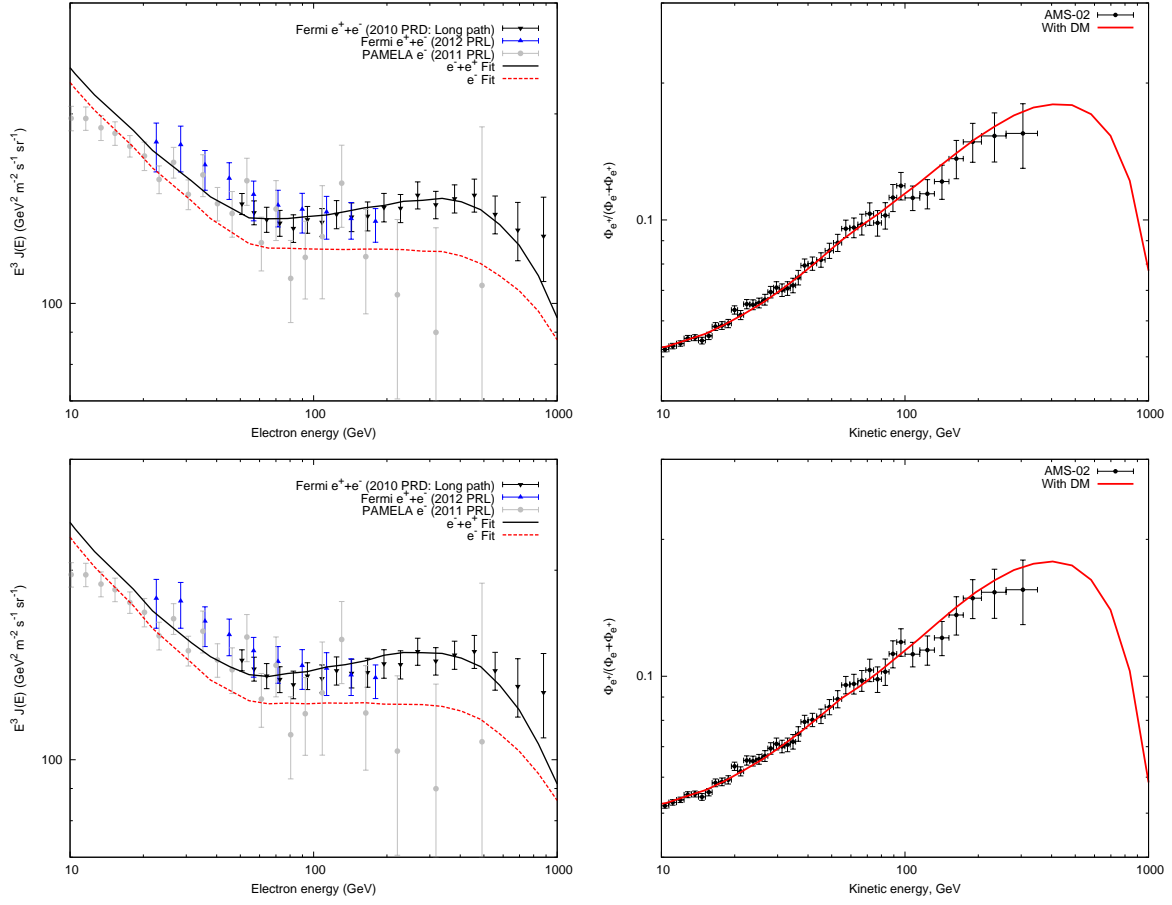 Fermi e⁺+e⁻ (2010 PRD: Long path)
Fermi e⁺+e⁻ (2012 PRL)
PAMELA e⁻ (2011 PRL)
e⁻+e⁺ Fit
e⁻ Fit
E³ J(E) (GeV² m⁻² s⁻¹ sr⁻¹)
100
10 100 1000
Electron energy (GeV)
AMS-02
With DM
Φe⁺/(Φe+Φe⁺)
0.1
10 100 1000
Kinetic energy, GeV
Fermi e⁺+e⁻ (2010 PRD: Long path)
Fermi e⁺+e⁻ (2012 PRL)
PAMELA e⁻ (2011 PRL)
e⁻+e⁺ Fit
e⁻ Fit
E³ J(E) (GeV² m⁻² s⁻¹ sr⁻¹)
100
10 100 1000
Electron energy (GeV)
AMS-02
With DM
Φe⁺/(Φe+Φe⁺)
0.1
10 100 1000
Kinetic energy, GeV